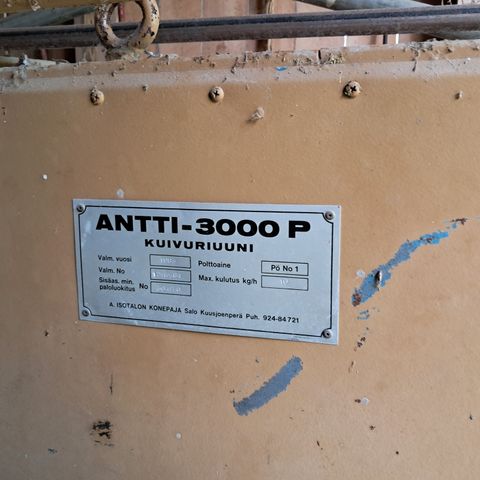 ANTTI-3000 P
KUIVURIUUNI
Valm. vuosi Polttoaine Pö No 1
Valm. No Max. kulutus kg/h
Sisäas. min. paloluokitus No
A. ISOTALON KONEPAJA Salo Kuusjoenperä Puh. 924-84721